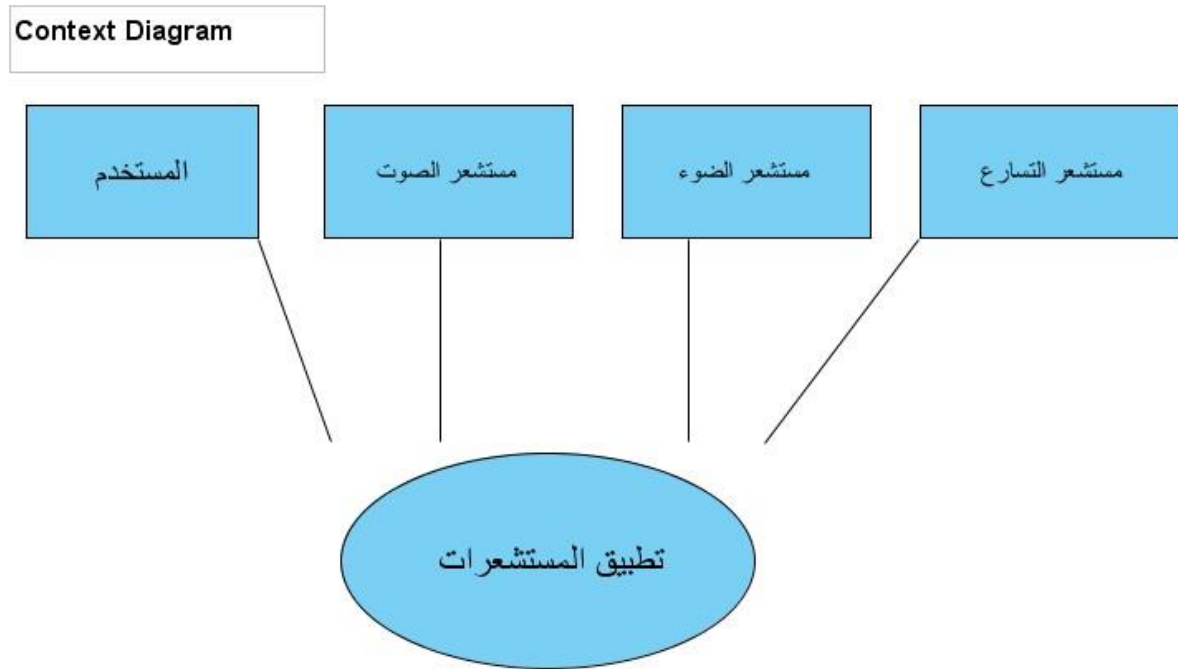 Context Diagram
المستخدم
مستشعر الصوت
مستشعر الضوء
مستشعر التسارع
تطبيق المستشعرات